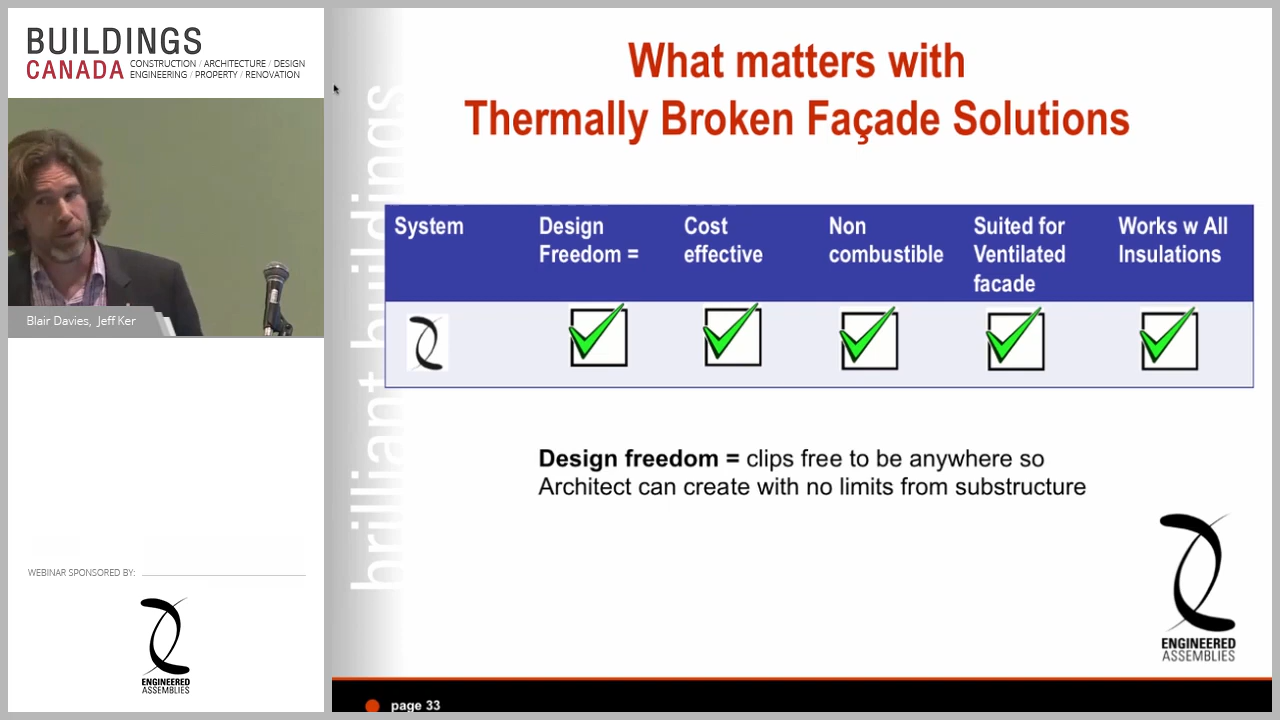 BUILDINGS
CANADA CONSTRUCTION / ARCHITECTURE / DESIGN
ENGINEERING / PROPERTY / RENOVATION
Blair Davies, Jeff Ker
WEBINAR SPONSORED BY:
ENGINEERED
ASSEMBLIES
brilliant buildings
What matters with
Thermally Broken Façade Solutions
System
Design
Freedom =
Cost
effective
Non
combustible
Suited for
Ventilated
facade
Works w All
Insulations
Design freedom = clips free to be anywhere so
Architect can create with no limits from substructure
ENGINEERED
ASSEMBLIES
page 33